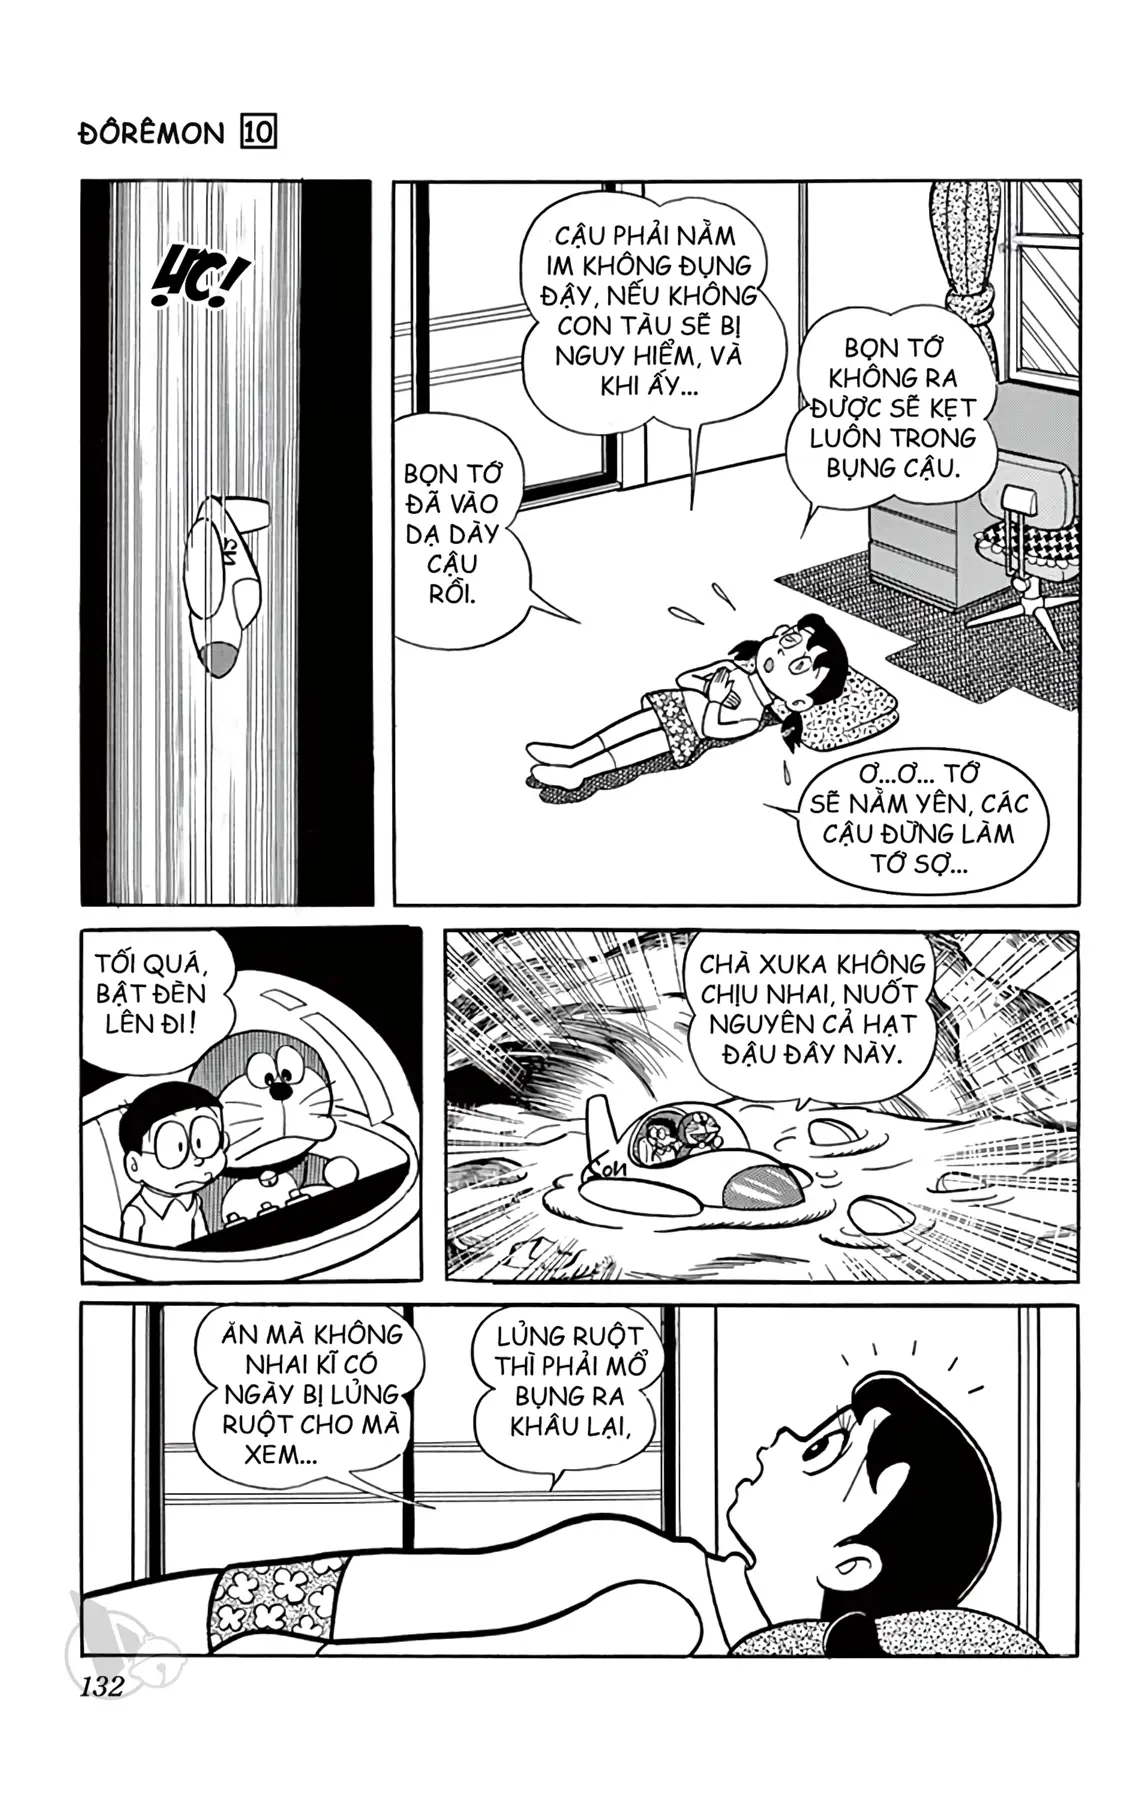 ĐÔRÊMON 10
ỰC!
CẬU PHẢI NẰM
IM KHÔNG ĐỤNG
ĐẬY, NẾU KHÔNG
CON TÀU SẼ BỊ
NGUY HIỂM, VÀ
KHI ẤY...
BỌN TỚ
KHÔNG RA
ĐƯỢC SẼ KẸT
LUÔN TRONG
BỤNG CẬU.
BỌN TỚ
ĐÃ VÀO
DẠ DÀY
CẬU
RỒI.
Ơ...Ơ... TỚ
SẼ NẰM YÊN, CÁC
CẬU ĐỪNG LÀM
TỚ SỢ...
TỐI QUÁ,
BẬT ĐÈN
LÊN ĐI!
CHÀ XUKA KHÔNG
CHỊU NHAI, NUỐT
NGUYÊN CẢ HẠT
ĐẬU ĐÂY NÀY.
ĂN MÀ KHÔNG
NHAI KĨ CÓ
NGÀY BỊ LỦNG
RUỘT CHO MÀ
XEM...
LỦNG RUỘT
THÌ PHẢI MỔ
BỤNG RA
KHÂU LẠI,
132